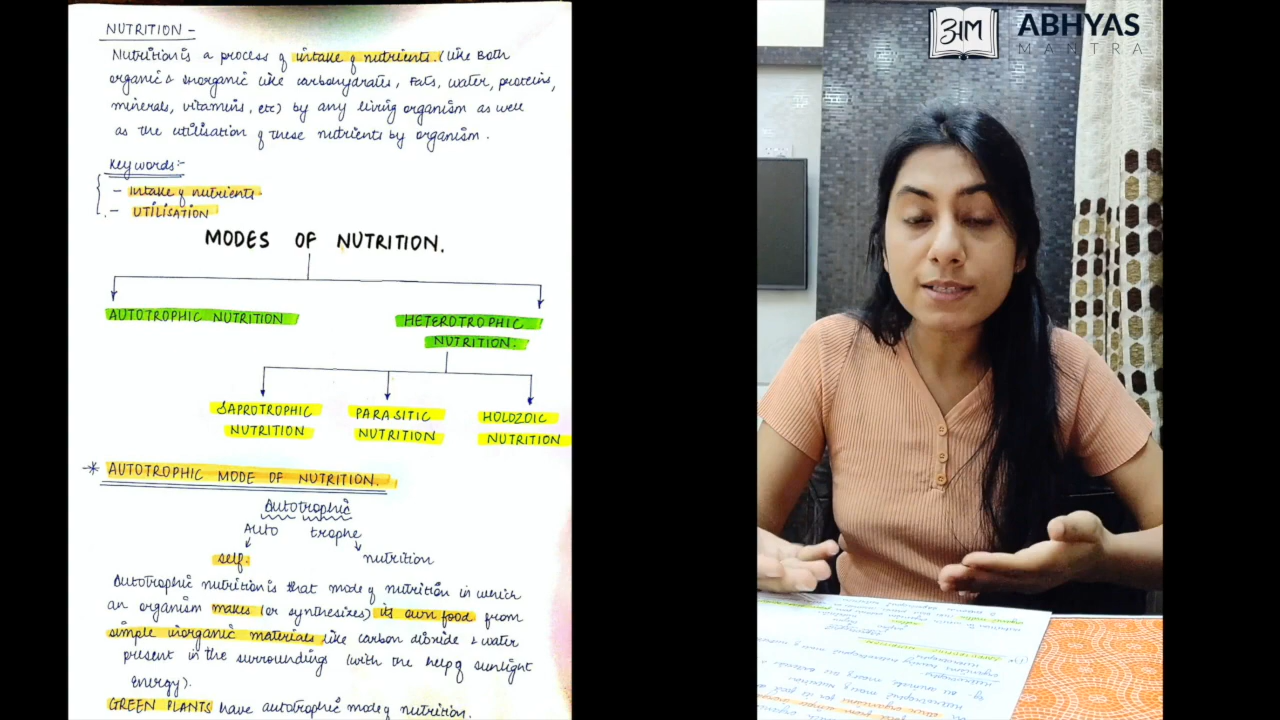 NUTRITION -
Nutrition is a process of intake of nutrients. (like Both
organic & inorganic like carbohydrates, Fats, water, proteins,
minerals, vitamins, etc) by any living organism as well
as the utilisation of these nutrients by organism.
Key words:-
- intake of nutrients.
- UTILISATION
MODES OF NUTRITION.
AUTOTROPHIC NUTRITION
HETEROTROPHIC
NUTRITION.
SAPROTROPHIC
NUTRITION
PARASITIC
NUTRITION
HOLOZOIC
NUTRITION
* AUTOTROPHIC MODE OF NUTRITION.
Autotrophic
Auto trophe
self. nutrition
Autotrophic nutrition is that mode of nutrition in which
an organism makes (or synthesizes) its own food from
simple inorganic materials like carbon dioxide & water
present in the surroundings (with the help of sunlight
energy).
GREEN PLANTS have autotrophic mode of nutrition.
अM ABHYAS
MANTRA